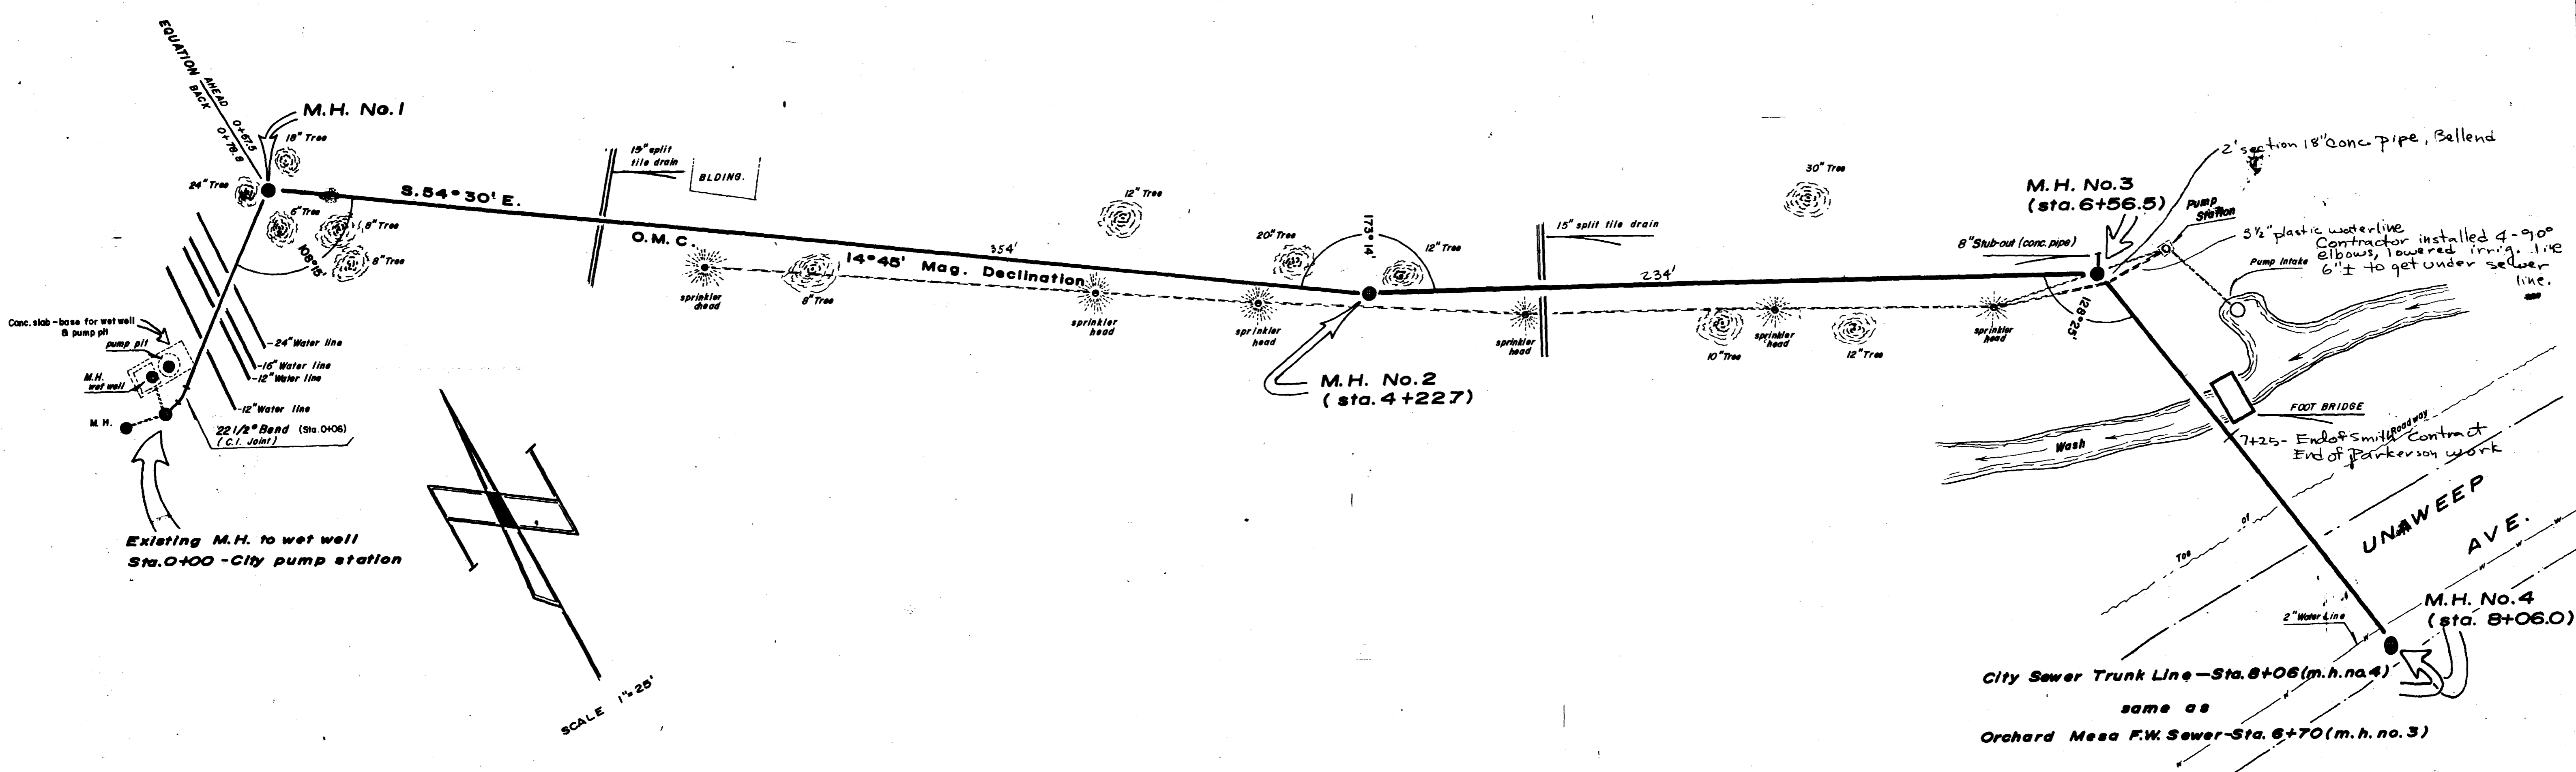 EQUATION
AHEAD 0+67.5
BACK 0+78.8
M.H. No.1
18" Tree
24" Tree
6" Tree
8" Tree
8" Tree
108°15'
S.54°30' E.
15" split
tile drain
BLDING.
O.M.C.
354'
14°45' Mag. Declination
sprinkler
head
8" Tree
12" Tree
sprinkler
head
sprinkler
head
20" Tree
173°14'
12" Tree
M.H. No.2
( sta. 4+227)
15" split tile drain
sprinkler
head
234'
30" Tree
10" Tree
sprinkler
head
12" Tree
sprinkler
head
8" Stub-out (conc. pipe)
M.H. No.3
(sta. 6+56.5)
128°25'
2' section 18" Conc pipe, Bellend
Pump
Station
3½" plastic waterline
Contractor installed 4-90°
elbows, lowered irrig. line
6"± to get under sewer
line.
Pump Intake
FOOT BRIDGE
Wash
7+25- End of Smith Contract
End of Parkerson work
Toe of Roadway
UNAWEEP
AVE.
2" Water Line
W
W
W
W
W
M.H. No.4
(sta. 8+06.0)
City Sewer Trunk Line—Sta. 8+06 (m.h.no.4)
same as
Orchard Mesa F.W. Sewer-Sta. 6+70 (m.h. no.3)
Conc. slab-base for wet well
& pump pit
pump pit
M.H.
wet well
M.H.
24" Water line
16" Water line
12" Water line
12" Water line
22 1/2° Bend (Sta. 0+06)
( C.I. Joint)
Existing M.H. to wet well
Sta. 0+00 -City pump station
SCALE 1"=25'